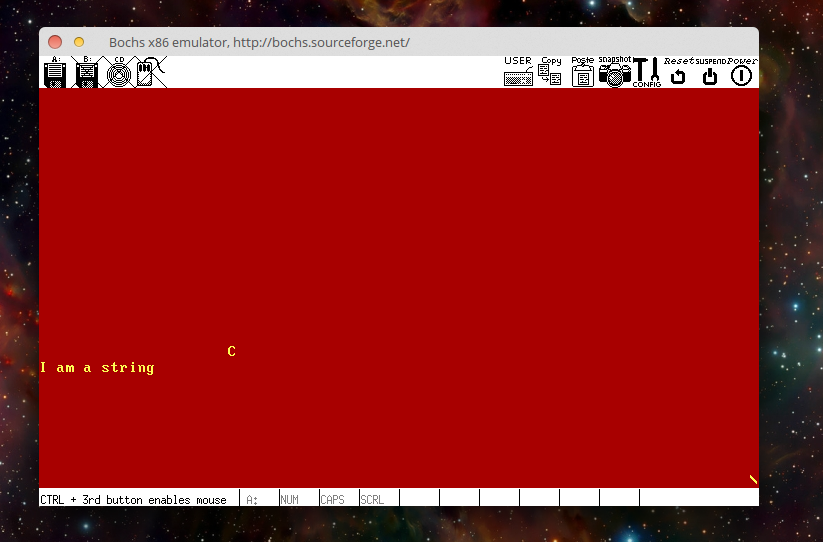 Bochs x86 emulator, http://bochs.sourceforge.net/
A: B: CD USER Copy Paste Snapshot CONFIG Reset SUSPEND Power
C
I am a string
\
CTRL + 3rd button enables mouse A: NUM CAPS SCRL